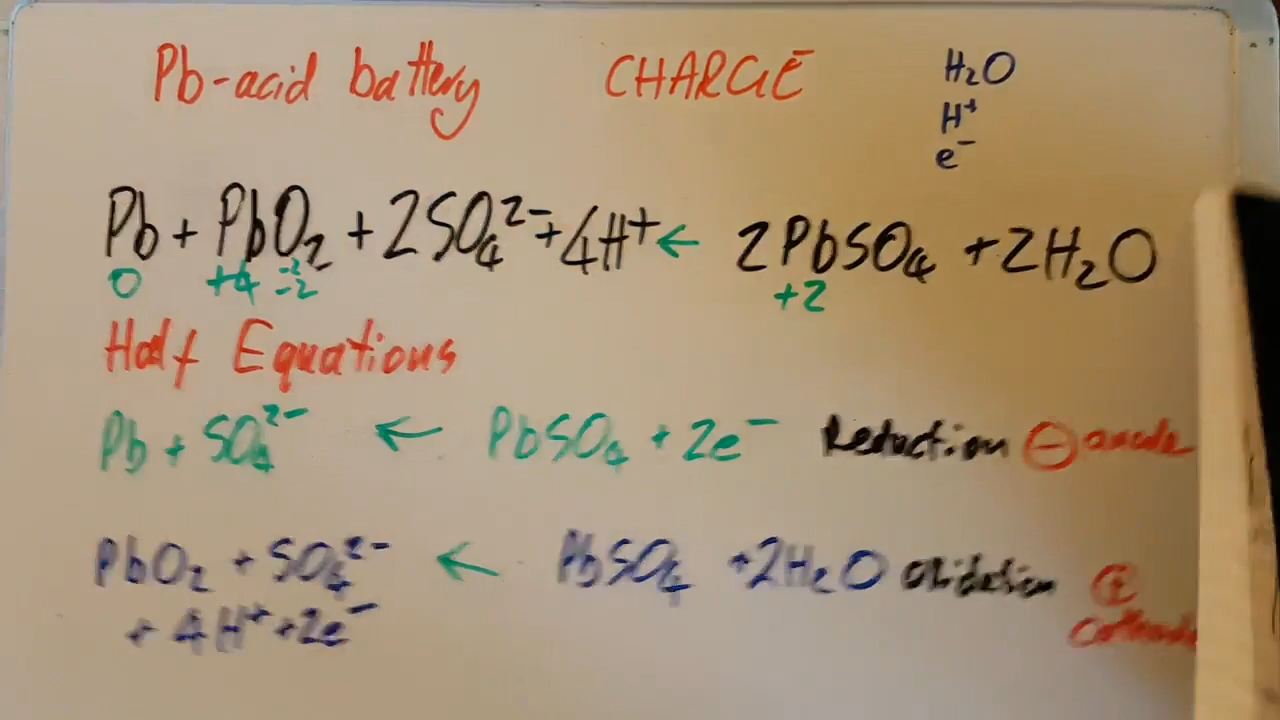 Pb-acid battery CHARGE
H₂O
H⁺
e⁻
Pb + PbO₂ + 2SO₄²⁻ + 4H⁺ ← 2PbSO₄ + 2H₂O
0 +4 -2 -2 +2
Half Equations
Pb + SO₄²⁻ ← PbSO₄ + 2e⁻ Reduction ⊖ anode
PbO₂ + SO₄²⁻ ← PbSO₄ + 2H₂O Oxidation ⊕
+ 4H⁺ + 2e⁻ Cathode